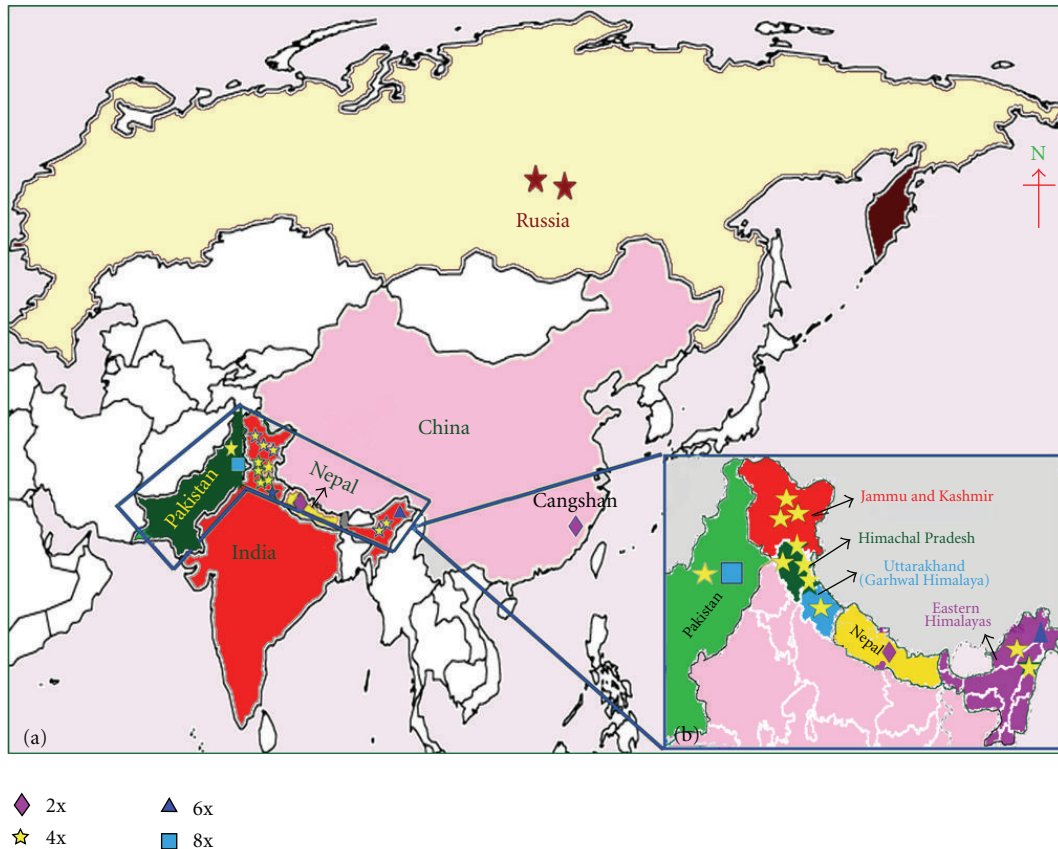 N
Russia
China
Nepal
Pakistan
India
Cangshan
(a)
Jammu and Kashmir
Himachal Pradesh
Uttarakhand
(Garhwal Himalaya)
Eastern
Himalayas
Pakistan
Nepal
(b)
2x
4x
6x
8x